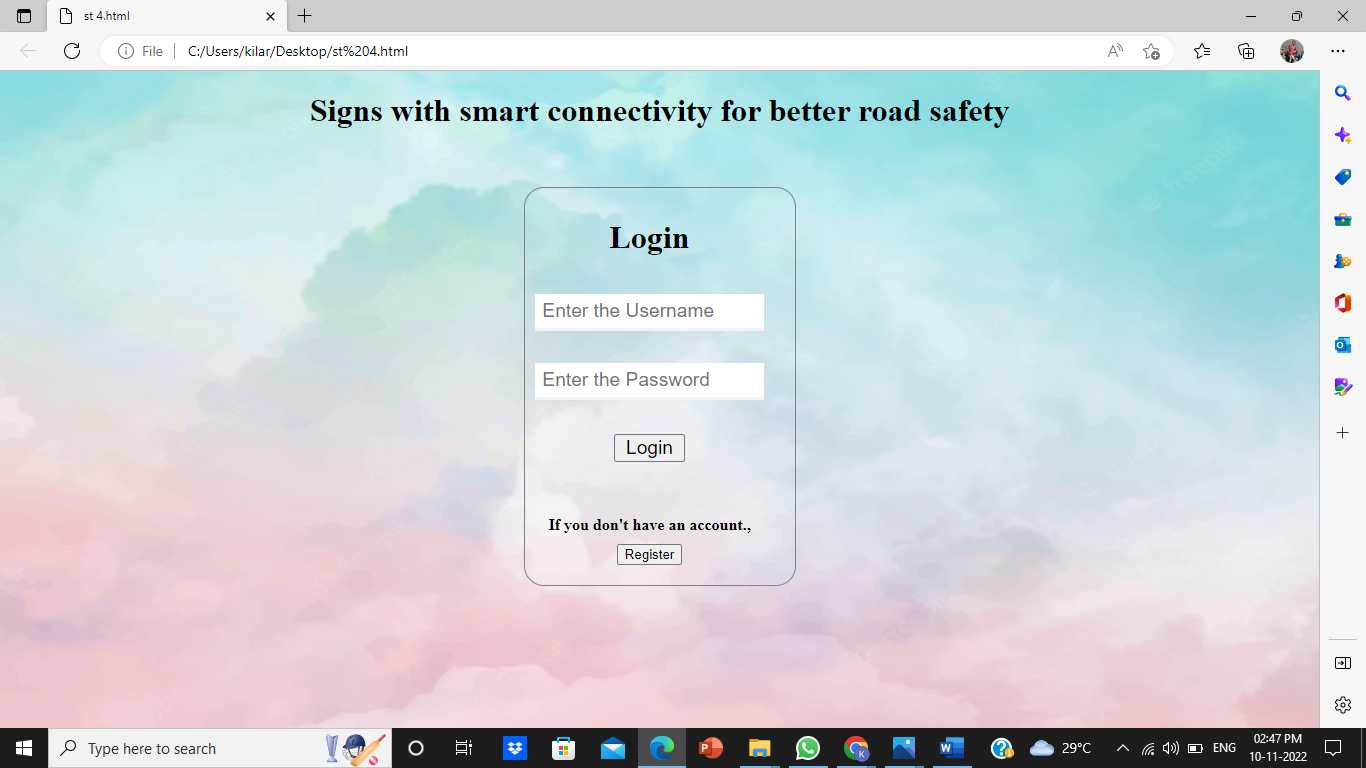 st 4.html
File
C:/Users/kilar/Desktop/st%204.html
Signs with smart connectivity for better road safety
Login
Enter the Username
Enter the Password
Login
If you don't have an account.,
Register
Type here to search
29°C
ENG
02:47 PM
10-11-2022